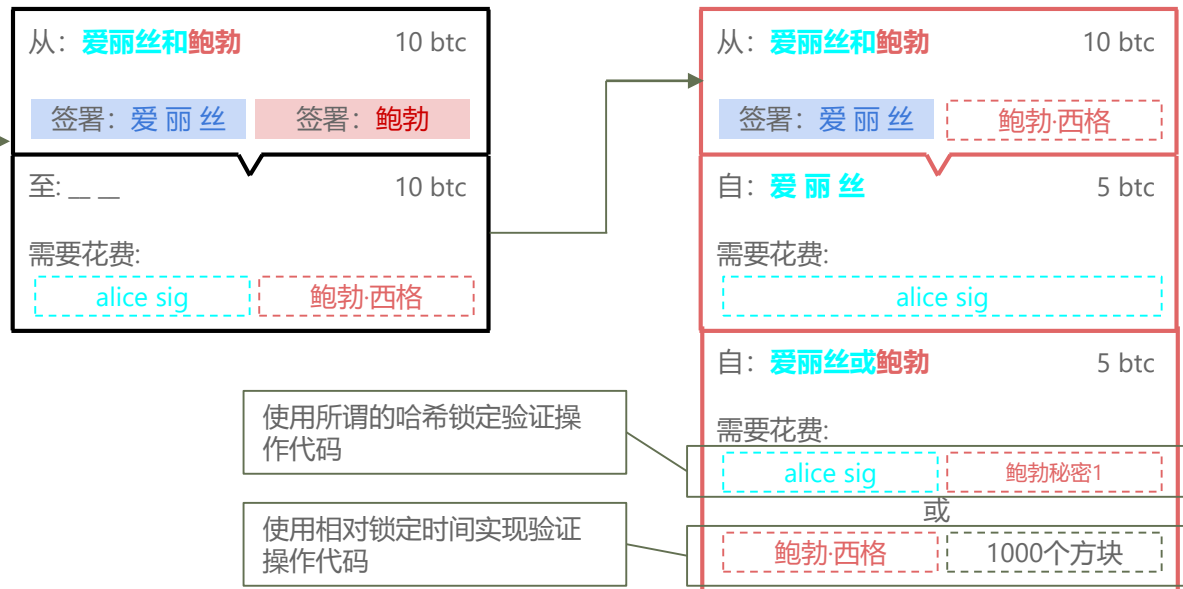 从：爱丽丝和鲍勃 10 btc
签署：爱 丽 丝 签署：鲍勃
至: __ __ 10 btc
需要花费:
alice sig 鲍勃·西格
从：爱丽丝和鲍勃 10 btc
签署：爱 丽 丝 鲍勃·西格
自：爱 丽 丝 5 btc
需要花费:
alice sig
自：爱丽丝或鲍勃 5 btc
需要花费:
alice sig 鲍勃秘密1
或
鲍勃·西格 1000个方块
使用所谓的哈希锁定验证操
作代码
使用相对锁定时间实现验证
操作代码